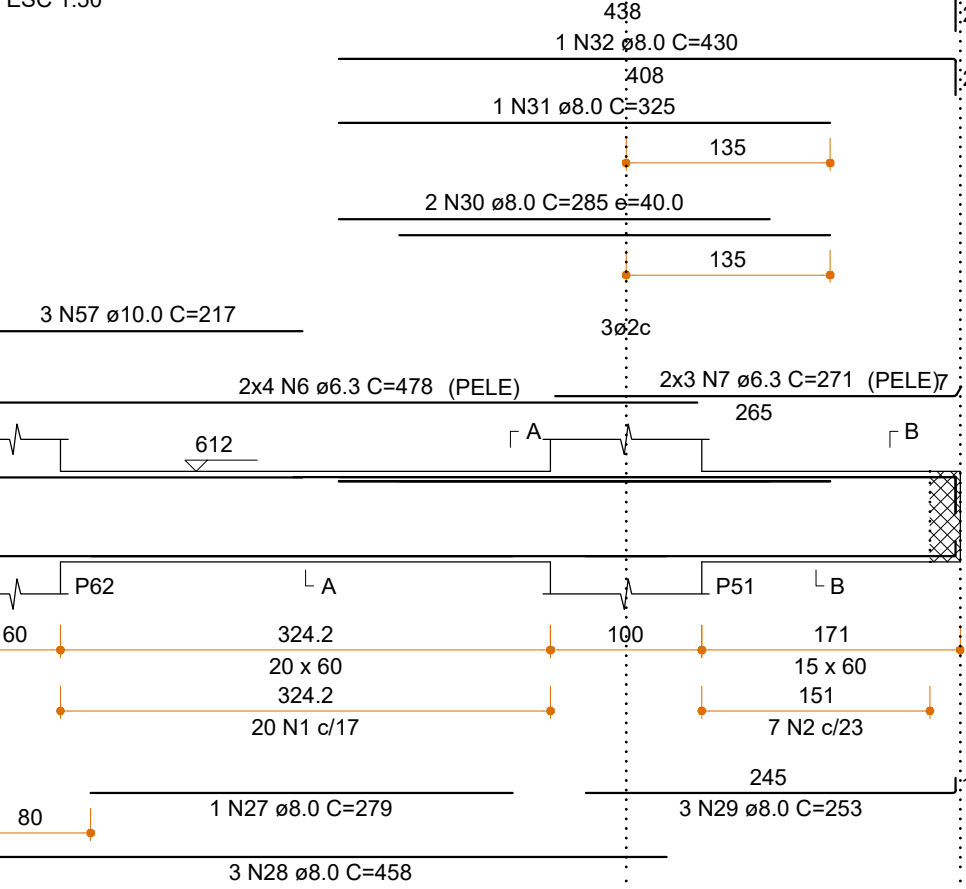 ESC 1:50
438
1 N32 ø8.0 C=430
408
1 N31 ø8.0 C=325
135
2 N30 ø8.0 C=285 e=40.0
135
3 N57 ø10.0 C=217
3ø2c
2x4 N6 ø6.3 C=478 (PELE)
2x3 N7 ø6.3 C=271 (PELE)
7
265
A
B
612
P62
A
P51
B
60
324.2
100
171
20 x 60
15 x 60
324.2
151
20 N1 c/17
7 N2 c/23
245
80
1 N27 ø8.0 C=279
3 N29 ø8.0 C=253
3 N28 ø8.0 C=458